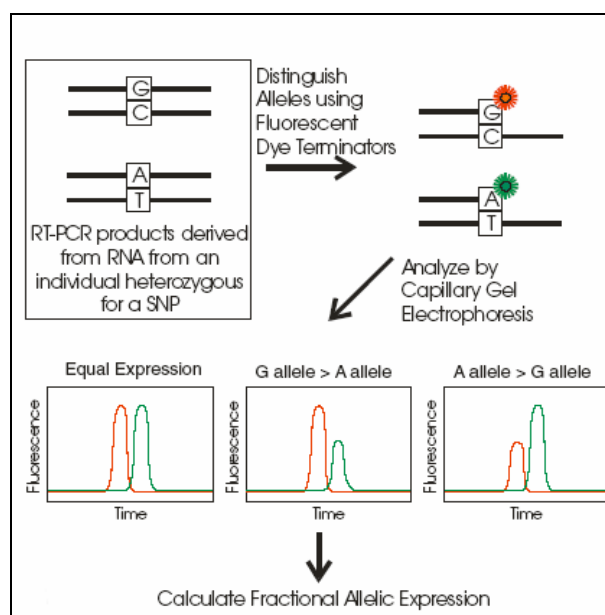 G
C
A
T
RT-PCR products derived
from RNA from an
individual heterozygous
for a SNP
Distinguish
Alleles using
Fluorescent
Dye Terminators
G
C
A
T
Analyze by
Capillary Gel
Electrophoresis
Equal Expression
Fluorescence
Time
G allele > A allele
Fluorescence
Time
A allele > G allele
Fluorescence
Time
Calculate Fractional Allelic Expression